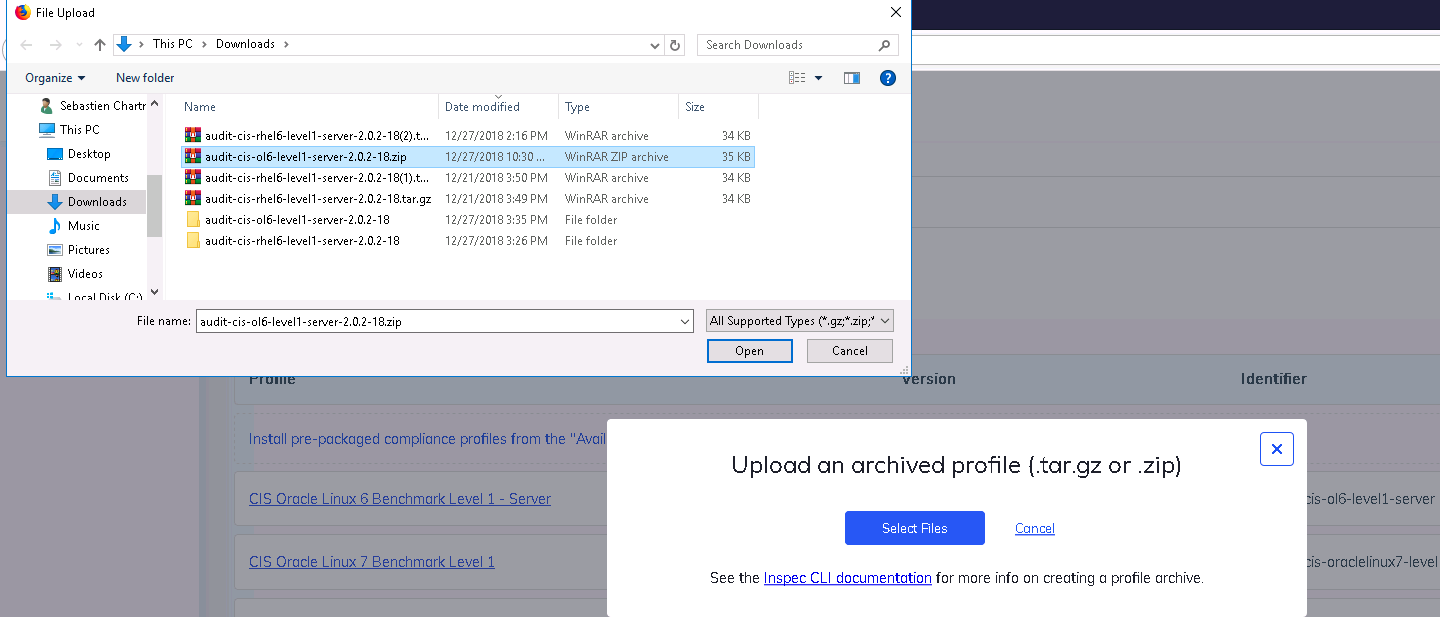 File Upload
This PC > Downloads >
Search Downloads
Organize New folder
Sebastien Chartr
This PC
Desktop
Documents
Downloads
Music
Pictures
Videos
Local Disk (C:)
Name Date modified Type Size
audit-cis-rhel6-level1-server-2.0.2-18(2).t... 12/27/2018 2:16 PM WinRAR archive 34 KB
audit-cis-ol6-level1-server-2.0.2-18.zip 12/27/2018 10:30 ... WinRAR ZIP archive 35 KB
audit-cis-rhel6-level1-server-2.0.2-18(1).t... 12/21/2018 3:50 PM WinRAR archive 34 KB
audit-cis-rhel6-level1-server-2.0.2-18.tar.gz 12/21/2018 3:49 PM WinRAR archive 34 KB
audit-cis-ol6-level1-server-2.0.2-18 12/27/2018 3:35 PM File folder
audit-cis-rhel6-level1-server-2.0.2-18 12/27/2018 3:26 PM File folder
File name: audit-cis-ol6-level1-server-2.0.2-18.zip All Supported Types (*.gz;*.zip;*
Open Cancel
Profile Version Identifier
Install pre-packaged compliance profiles from the "Avail
CIS Oracle Linux 6 Benchmark Level 1 - Server cis-ol6-level1-server
CIS Oracle Linux 7 Benchmark Level 1 cis-oraclelinux7-level
Upload an archived profile (.tar.gz or .zip)
Select Files Cancel
See the Inspec CLI documentation for more info on creating a profile archive.